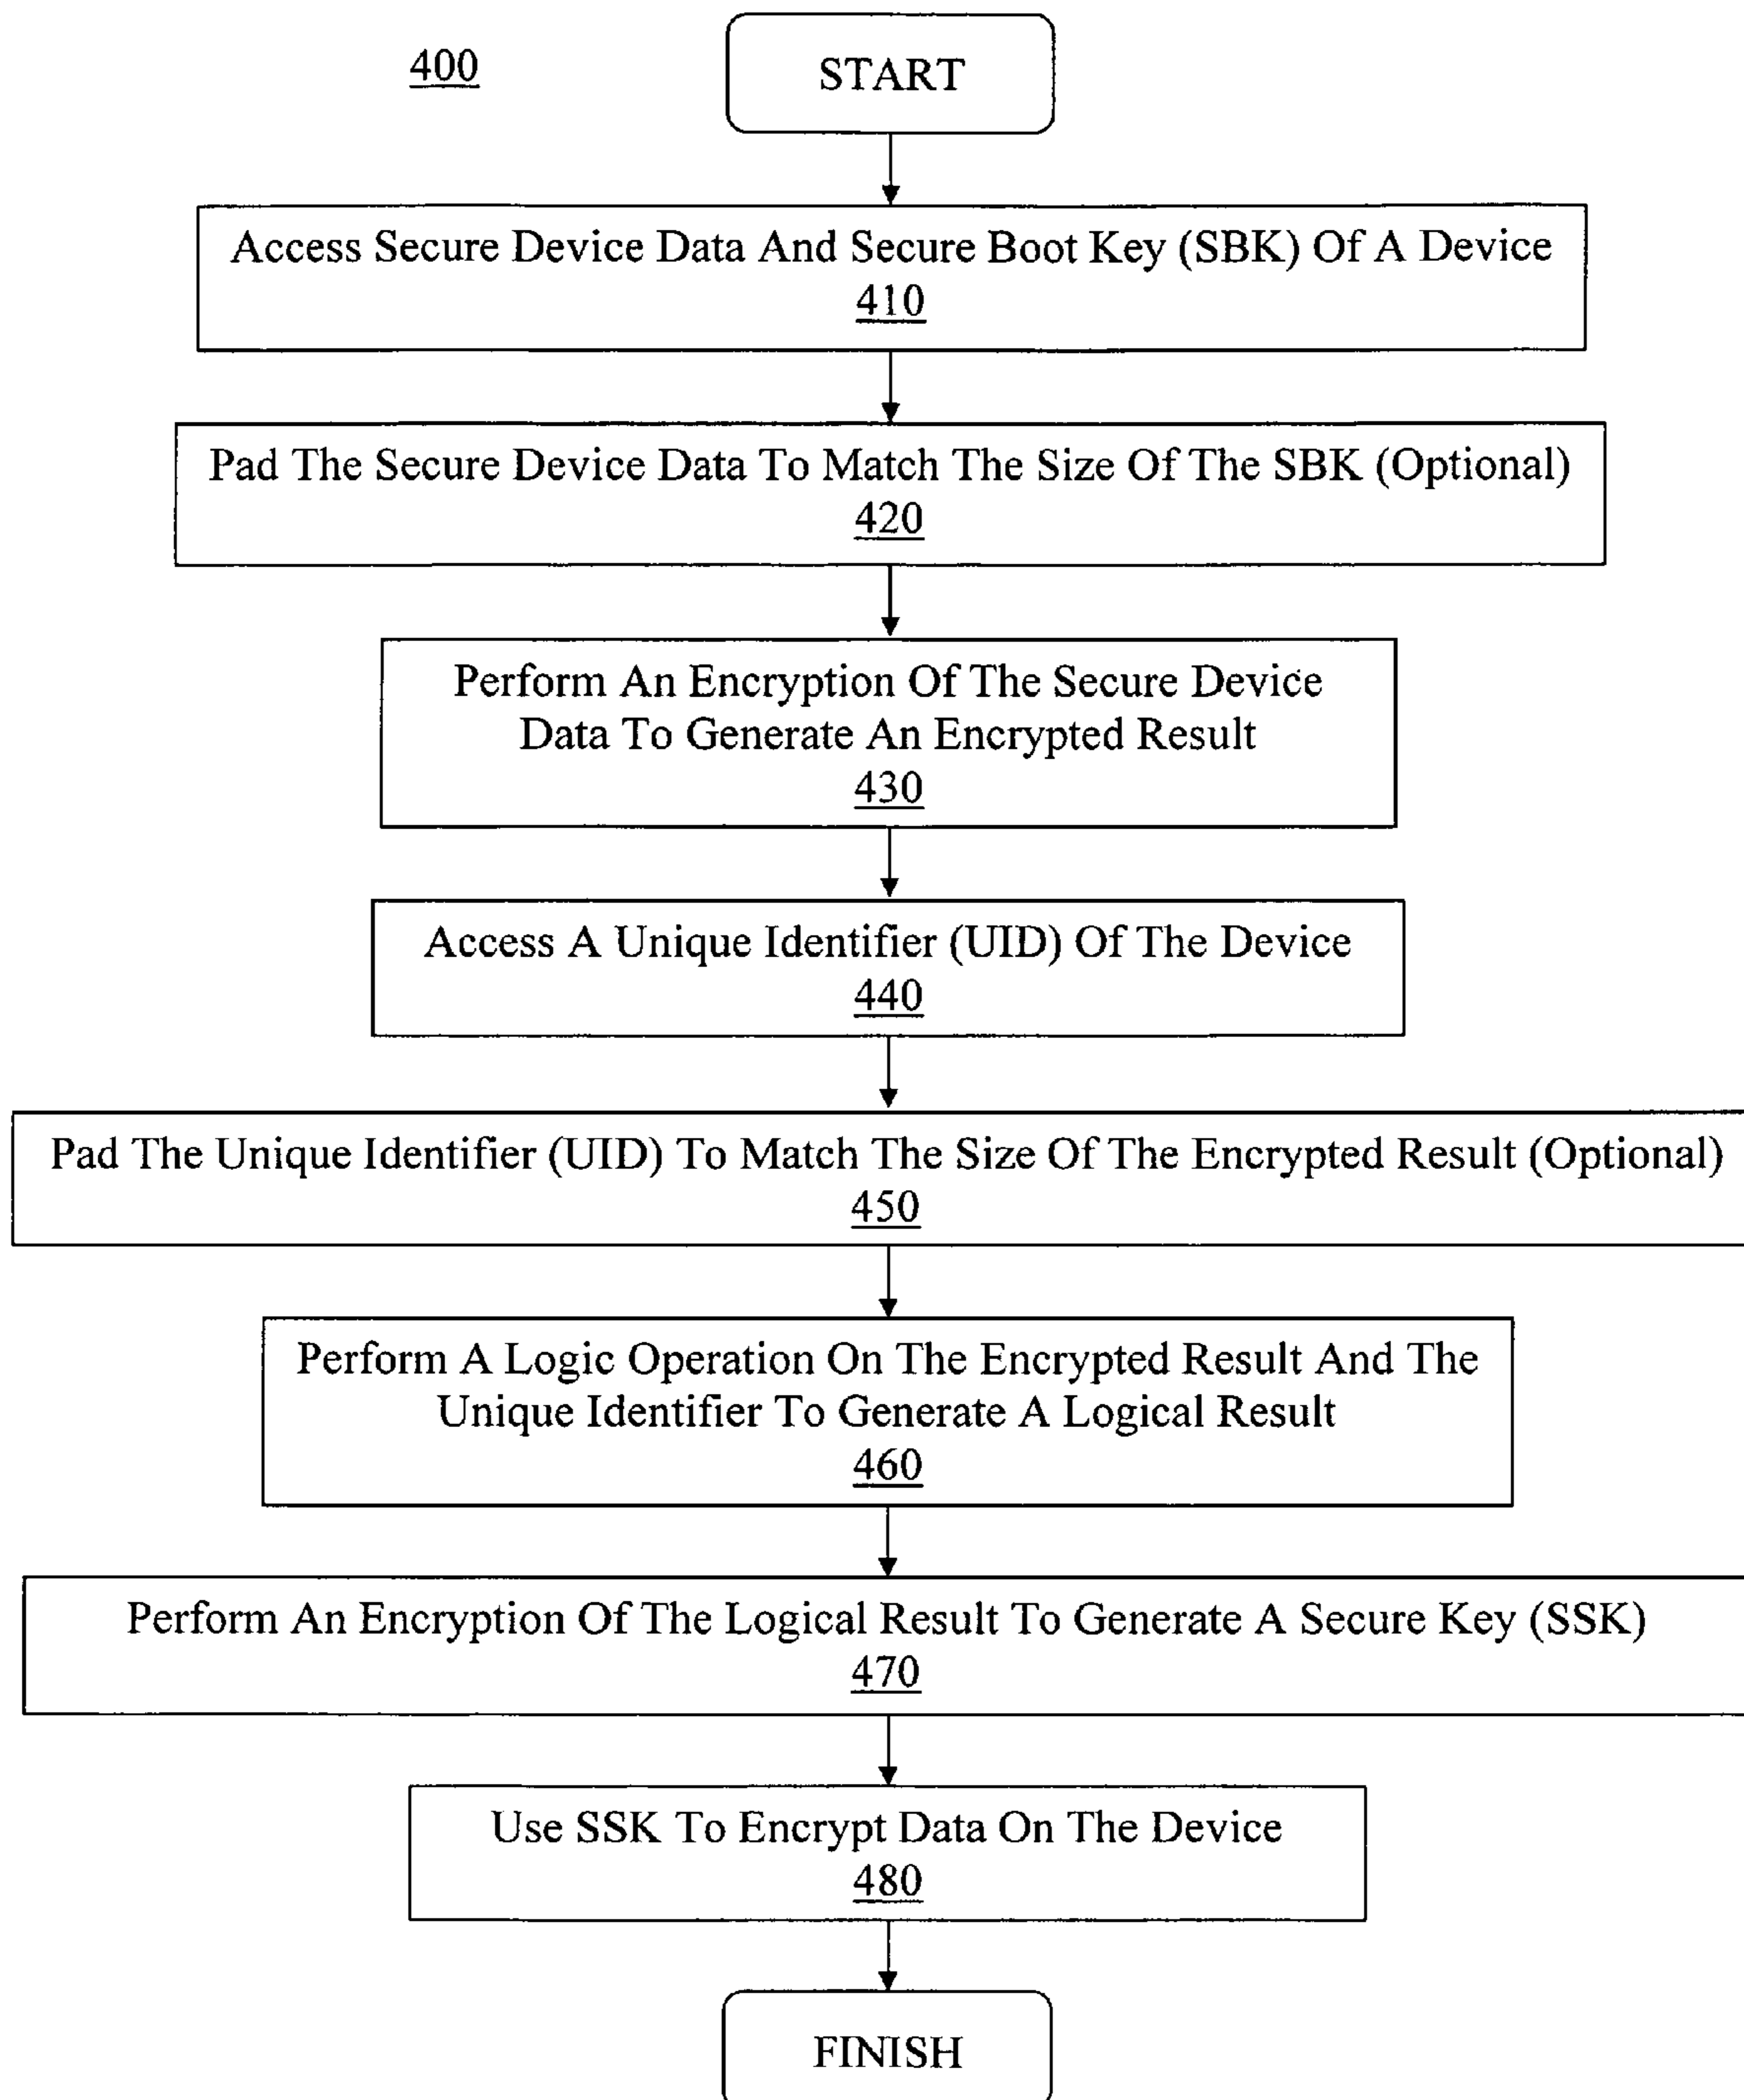 400
START
Access Secure Device Data And Secure Boot Key (SBK) Of A Device
410
Pad The Secure Device Data To Match The Size Of The SBK (Optional)
420
Perform An Encryption Of The Secure Device
Data To Generate An Encrypted Result
430
Access A Unique Identifier (UID) Of The Device
440
Pad The Unique Identifier (UID) To Match The Size Of The Encrypted Result (Optional)
450
Perform A Logic Operation On The Encrypted Result And The
Unique Identifier To Generate A Logical Result
460
Perform An Encryption Of The Logical Result To Generate A Secure Key (SSK)
470
Use SSK To Encrypt Data On The Device
480
FINISH